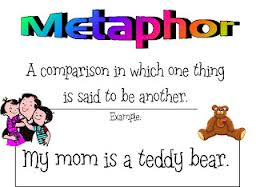 Metaphor
A comparison in which one thing
is said to be another.
Example:
My mom is a teddy bear.